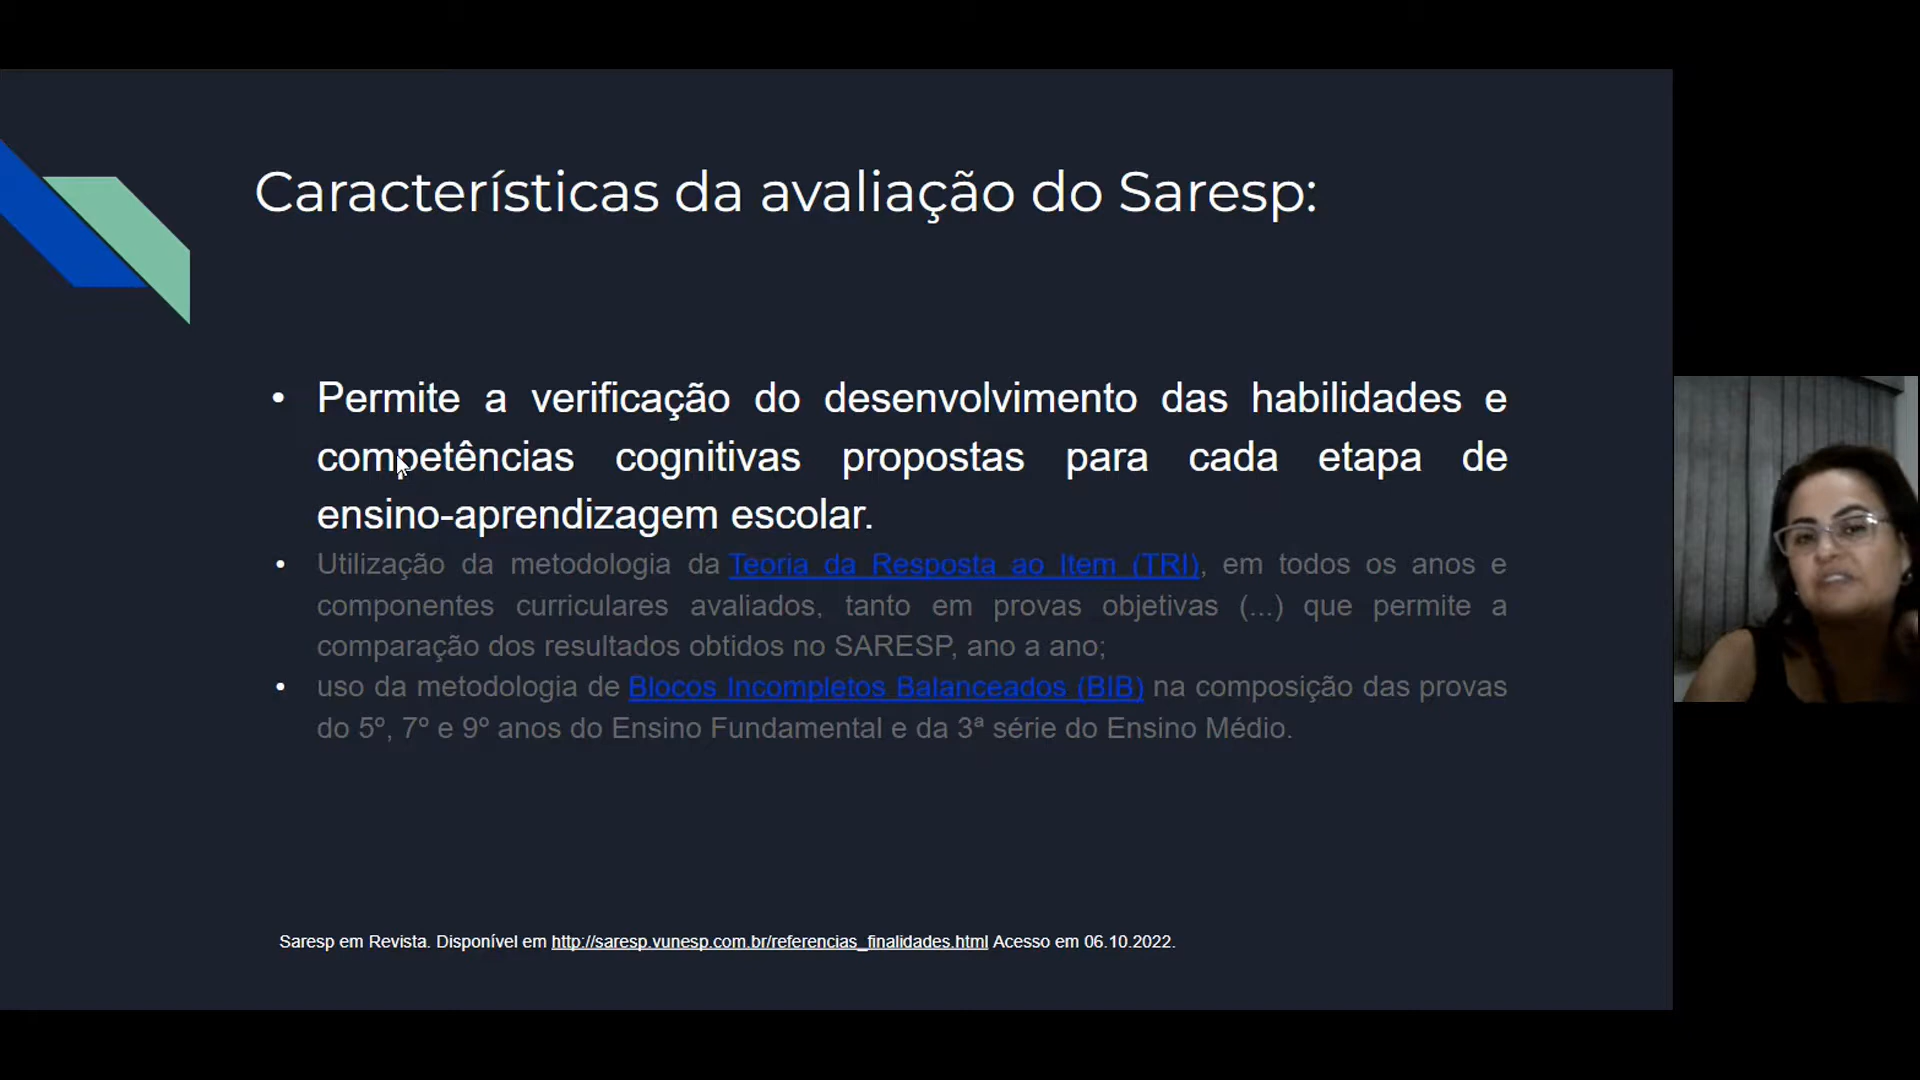 Características da avaliação do Saresp:
• Permite a verificação do desenvolvimento das habilidades e
competências cognitivas propostas para cada etapa de
ensino-aprendizagem escolar.
• Utilização da metodologia da Teoria da Resposta ao Item (TRI), em todos os anos e
componentes curriculares avaliados, tanto em provas objetivas (...) que permite a
comparação dos resultados obtidos no SARESP, ano a ano;
• uso da metodologia de Blocos Incompletos Balanceados (BIB) na composição das provas
do 5º, 7º e 9º anos do Ensino Fundamental e da 3ª série do Ensino Médio.
Saresp em Revista. Disponível em http://saresp.vunesp.com.br/referencias_finalidades.html Acesso em 06.10.2022.